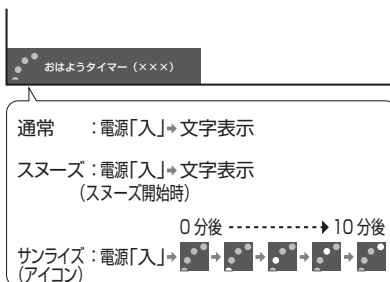 おはようタイマー（×××）
通常　：電源「入」➔文字表示
スヌーズ：電源「入」➔文字表示
（スヌーズ開始時）
0分後 ----------➔10分後
サンライズ：電源「入」➔ ➔ ➔ ➔ ➔
（アイコン）